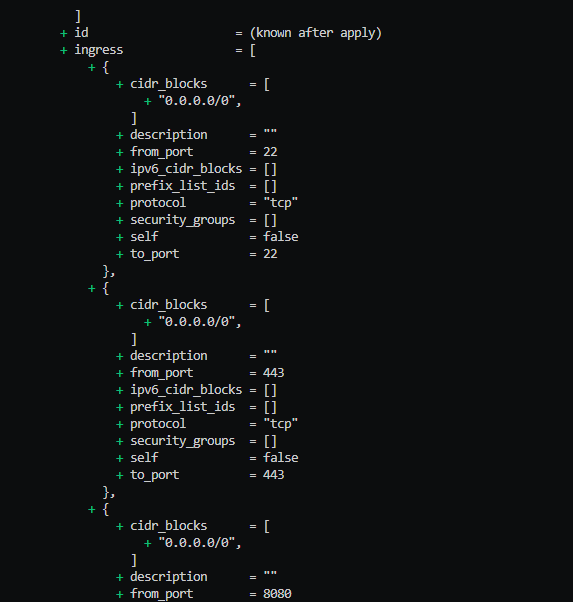 ]
+ id = (known after apply)
+ ingress = [
+ {
+ cidr_blocks = [
+ "0.0.0.0/0",
]
+ description = ""
+ from_port = 22
+ ipv6_cidr_blocks = []
+ prefix_list_ids = []
+ protocol = "tcp"
+ security_groups = []
+ self = false
+ to_port = 22
},
+ {
+ cidr_blocks = [
+ "0.0.0.0/0",
]
+ description = ""
+ from_port = 443
+ ipv6_cidr_blocks = []
+ prefix_list_ids = []
+ protocol = "tcp"
+ security_groups = []
+ self = false
+ to_port = 443
},
+ {
+ cidr_blocks = [
+ "0.0.0.0/0",
]
+ description = ""
+ from_port = 8080